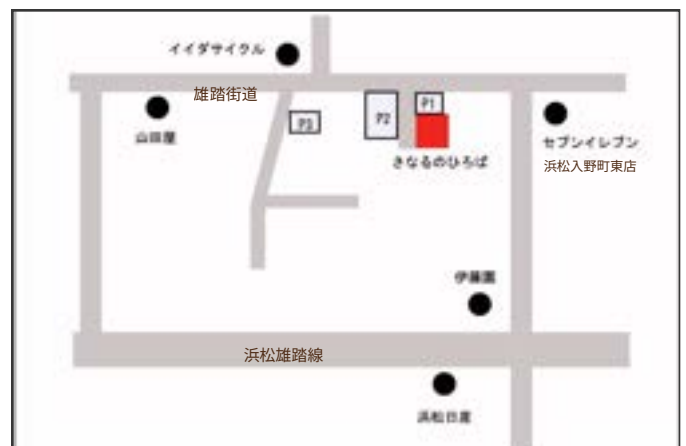 イイダサイクル
雄踏街道
山田屋
P3
P2
P1
さなるのひろば
セブンイレブン
浜松入野町東店
伊藤園
浜松雄踏線
浜松日産